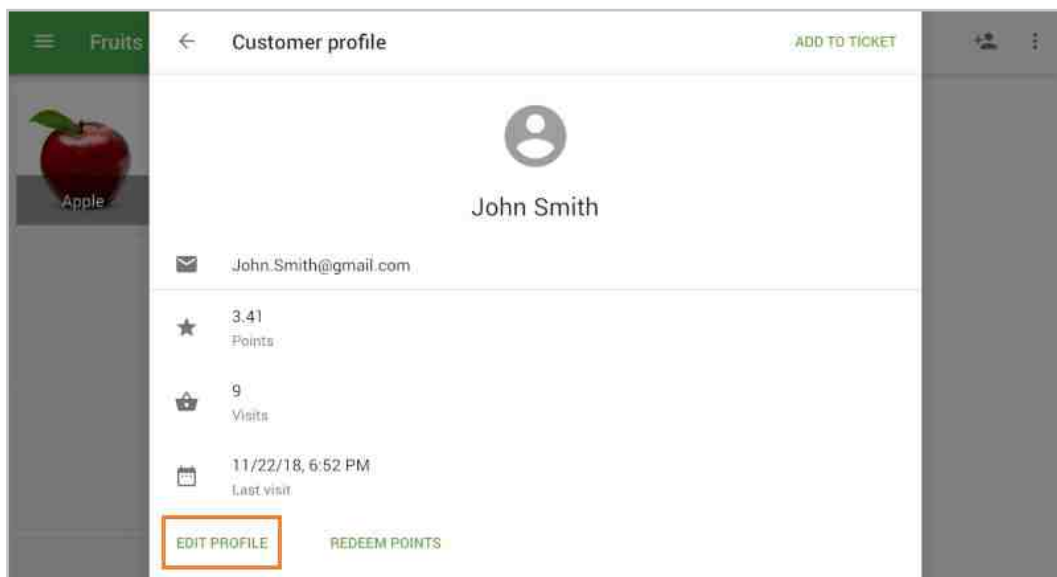 Fruits
Customer profile
ADD TO TICKET
Apple
John Smith
John.Smith@gmail.com
3.41
Points
9
Visits
11/22/18, 6:52 PM
Last visit
EDIT PROFILE
REDEEM POINTS